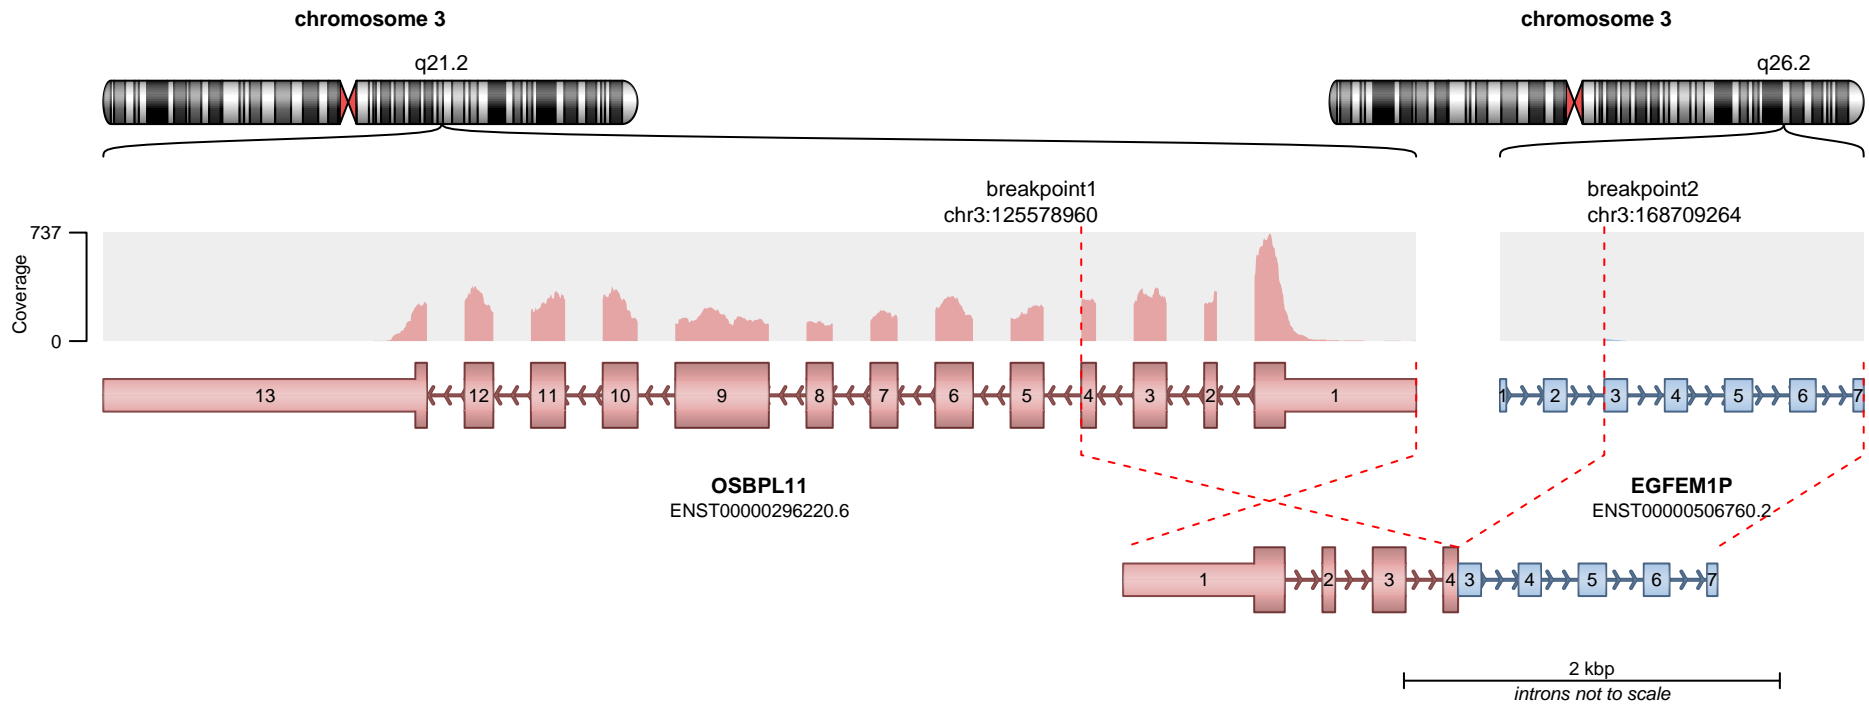 chromosome 3
chromosome 3
q21.2
q26.2
breakpoint1
chr3:125578960
breakpoint2
chr3:168709264
Coverage
737
0
13 12 11 10 9 8 7 6 5 4 3 2 1
1 2 3 4 5 6 7
OSBPL11
ENST00000296220.6
EGFEM1P
ENST00000506760.2
1 2 3 4 3 4 5 6 7
2 kbp
introns not to scale